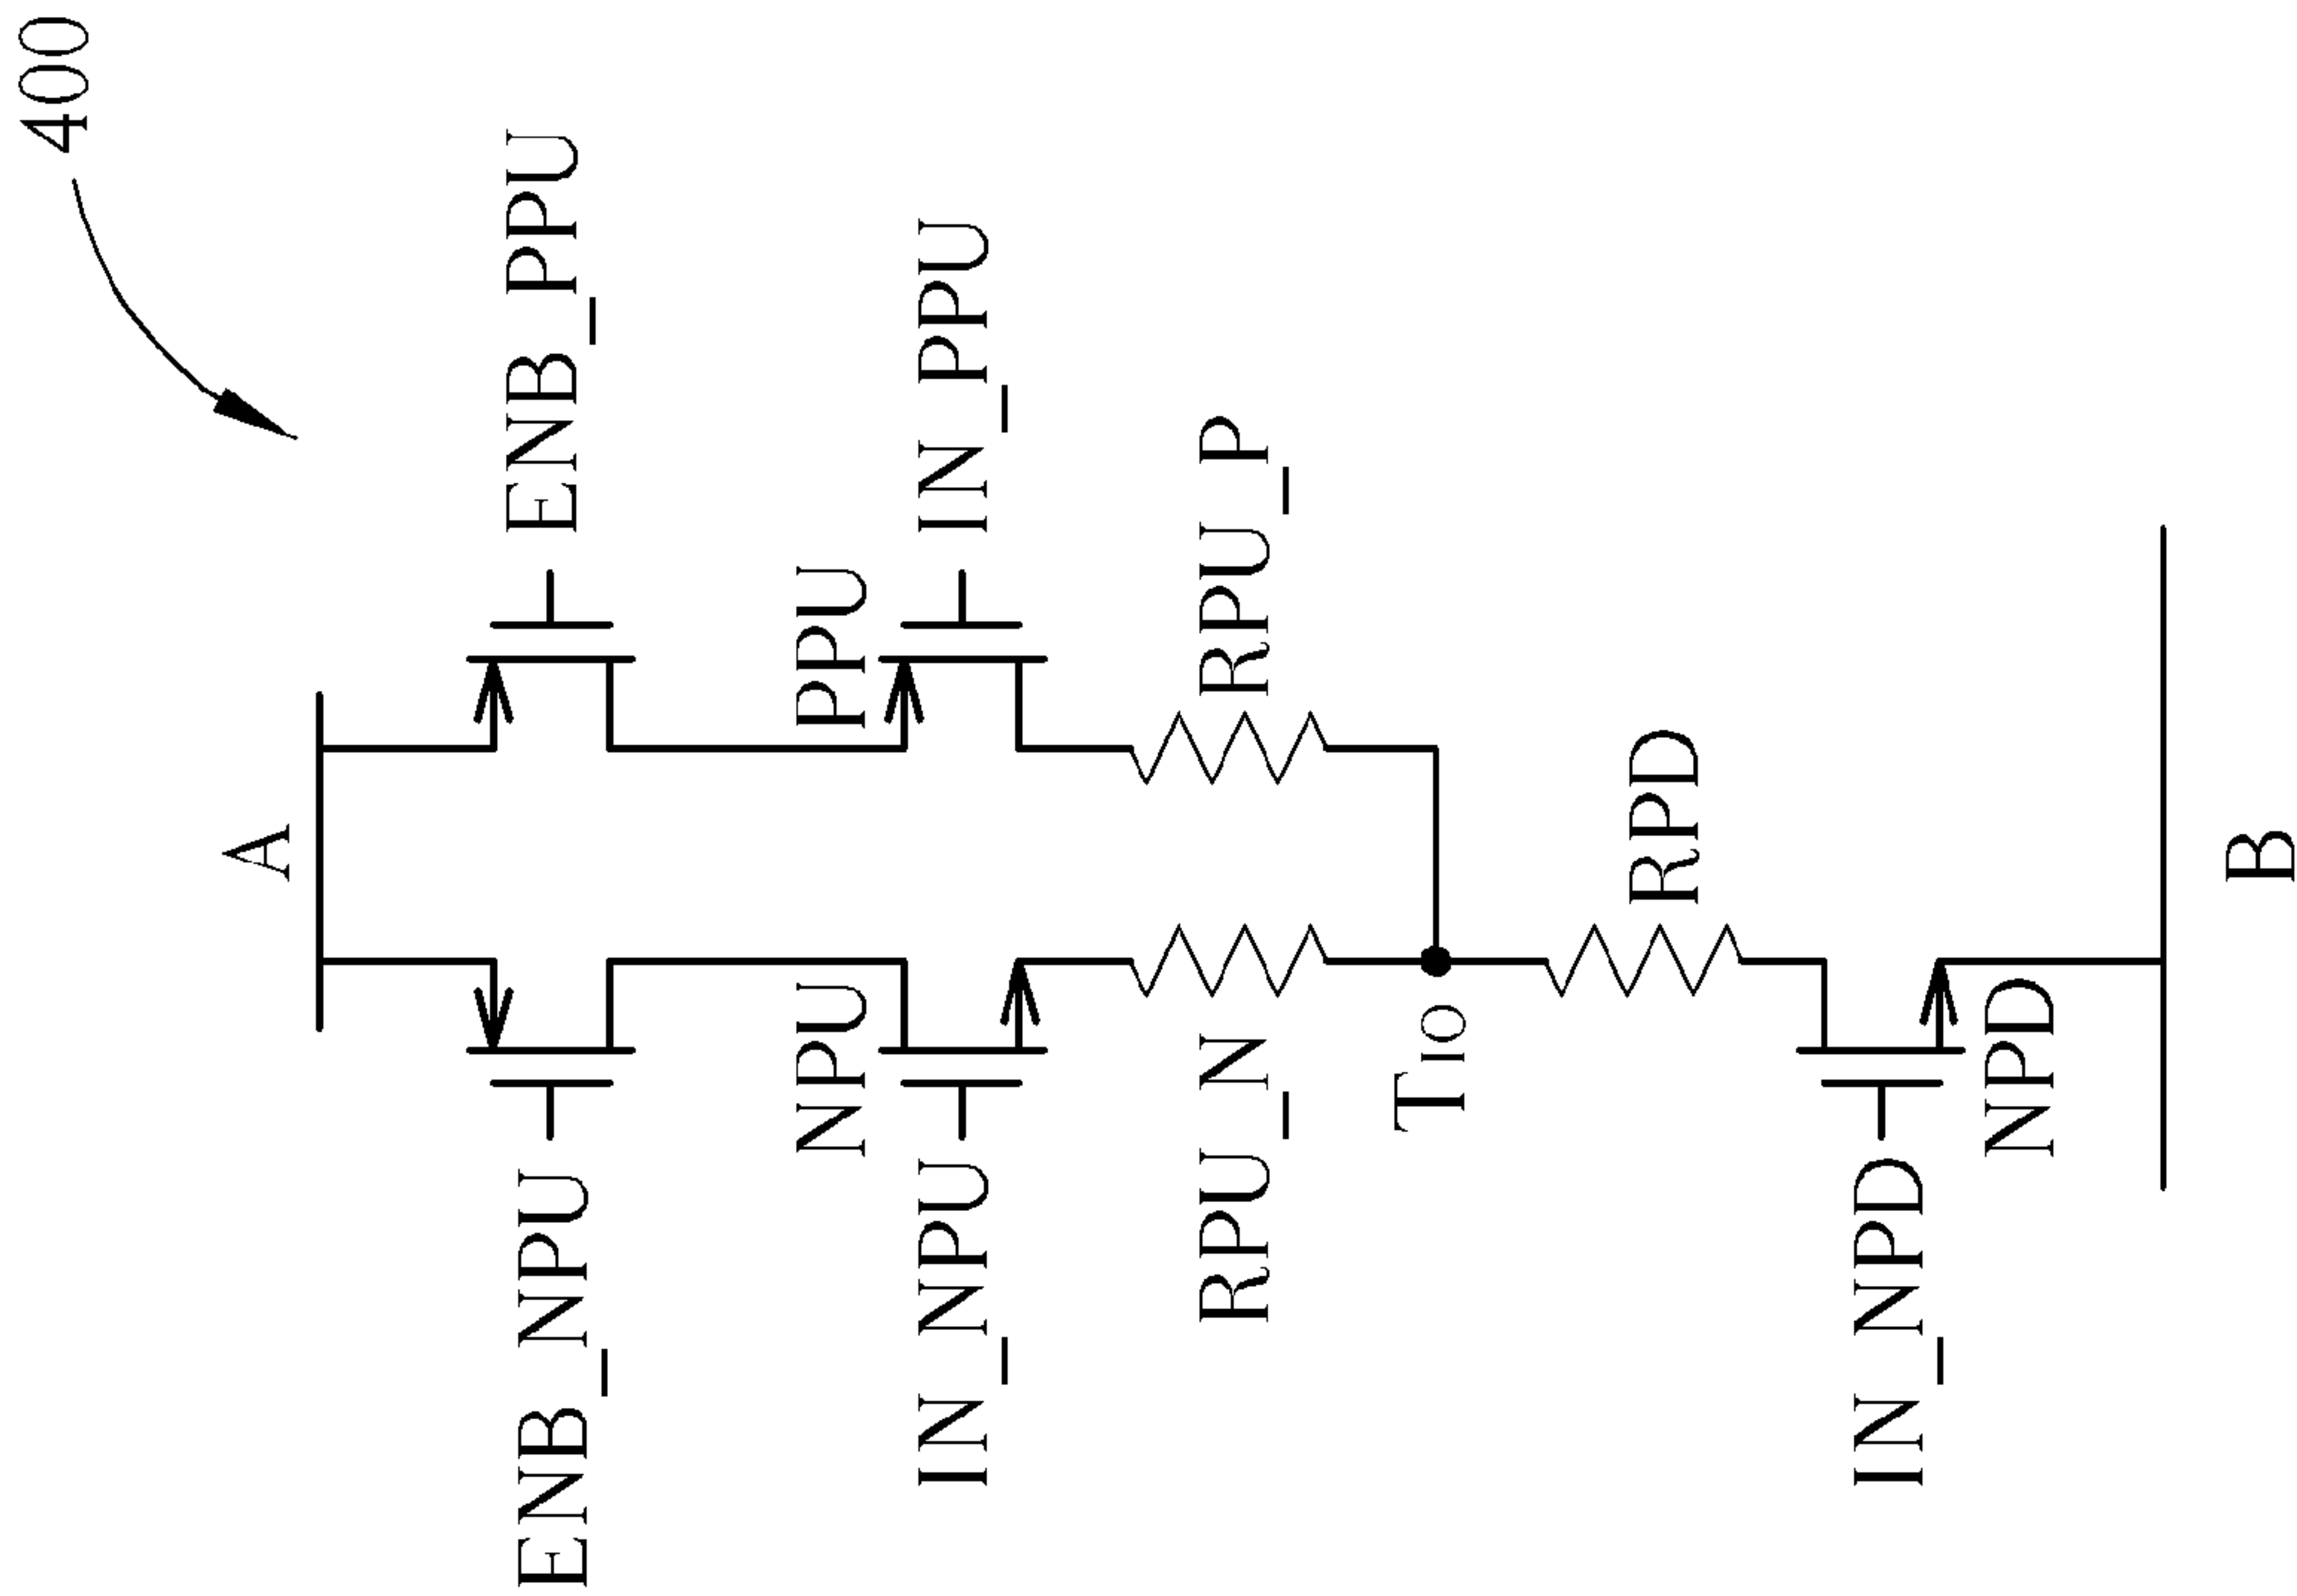 400
A
ENB_NPU
ENB_PPU
NPU
PPU
IN_NPU
IN_PPU
RPU_N
RPU_P
TIO
RPD
IN_NPD
NPD
B